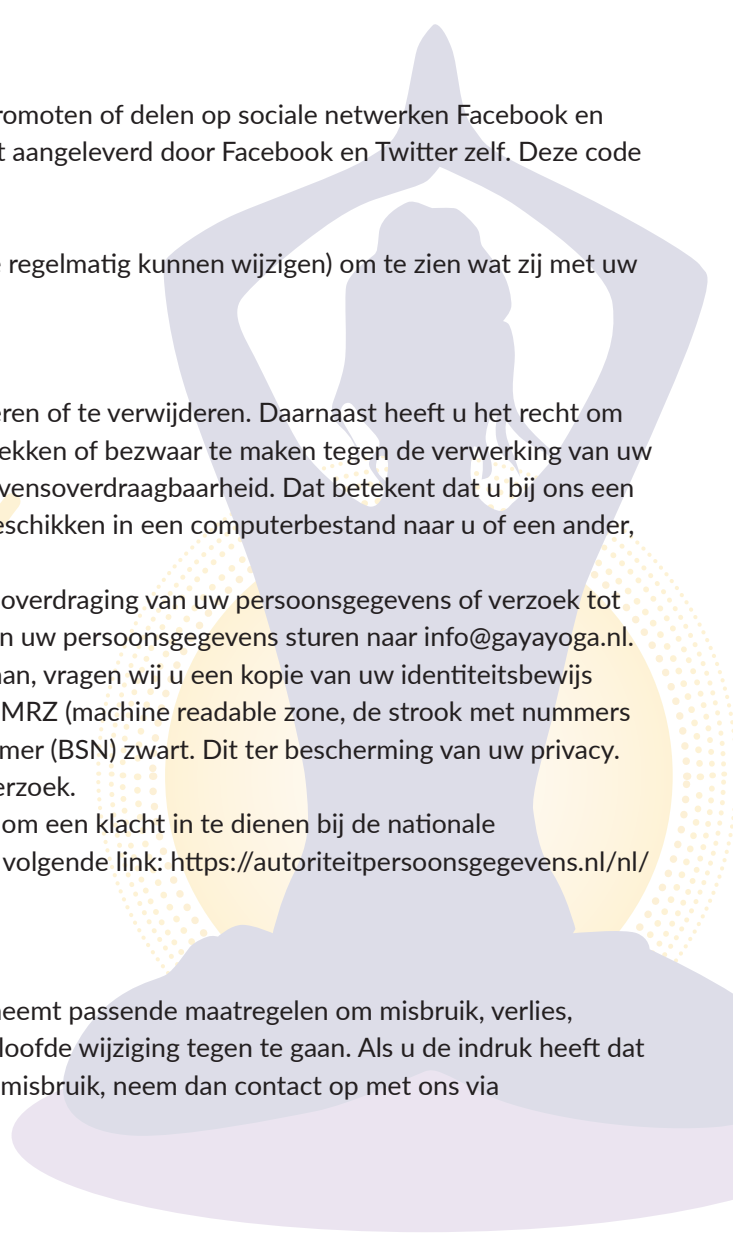 romoten of delen op sociale netwerken Facebook en
t aangeleverd door Facebook en Twitter zelf. Deze code
e regelmatig kunnen wijzigen) om te zien wat zij met uw
eren of te verwijderen. Daarnaast heeft u het recht om
ekken of bezwaar te maken tegen de verwerking van uw
vensoverdraagbaarheid. Dat betekent dat u bij ons een
eschikken in een computerbestand naar u of een ander,
overdraging van uw persoonsgegevens of verzoek tot
n uw persoonsgegevens sturen naar info@gayayoga.nl.
aan, vragen wij u een kopie van uw identiteitsbewijs
MRZ (machine readable zone, de strook met nummers
mer (BSN) zwart. Dit ter bescherming van uw privacy.
erzoek.
om een klacht in te dienen bij de nationale
volgende link: https://autoriteitpersoonsgegevens.nl/nl/
neemt passende maatregelen om misbruik, verlies,
loofde wijziging tegen te gaan. Als u de indruk heeft dat
misbruik, neem dan contact op met ons via